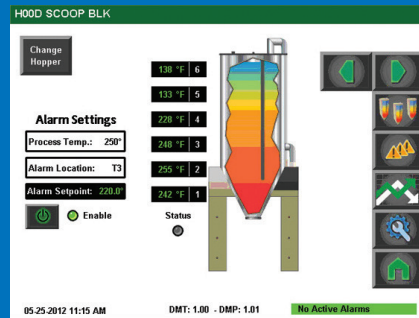 H00D SCOOP BLK
Change
Hopper
138 °F 6
133 °F 5
228 °F 4
248 °F 3
255 °F 2
242 °F 1
Alarm Settings
Process Temp.: 250°
Alarm Location: T3
Alarm Setpoint: 220.0°
Enable
Status
05-25-2012 11:15 AM
DMT: 1.00 - DMP: 1.01
No Active Alarms